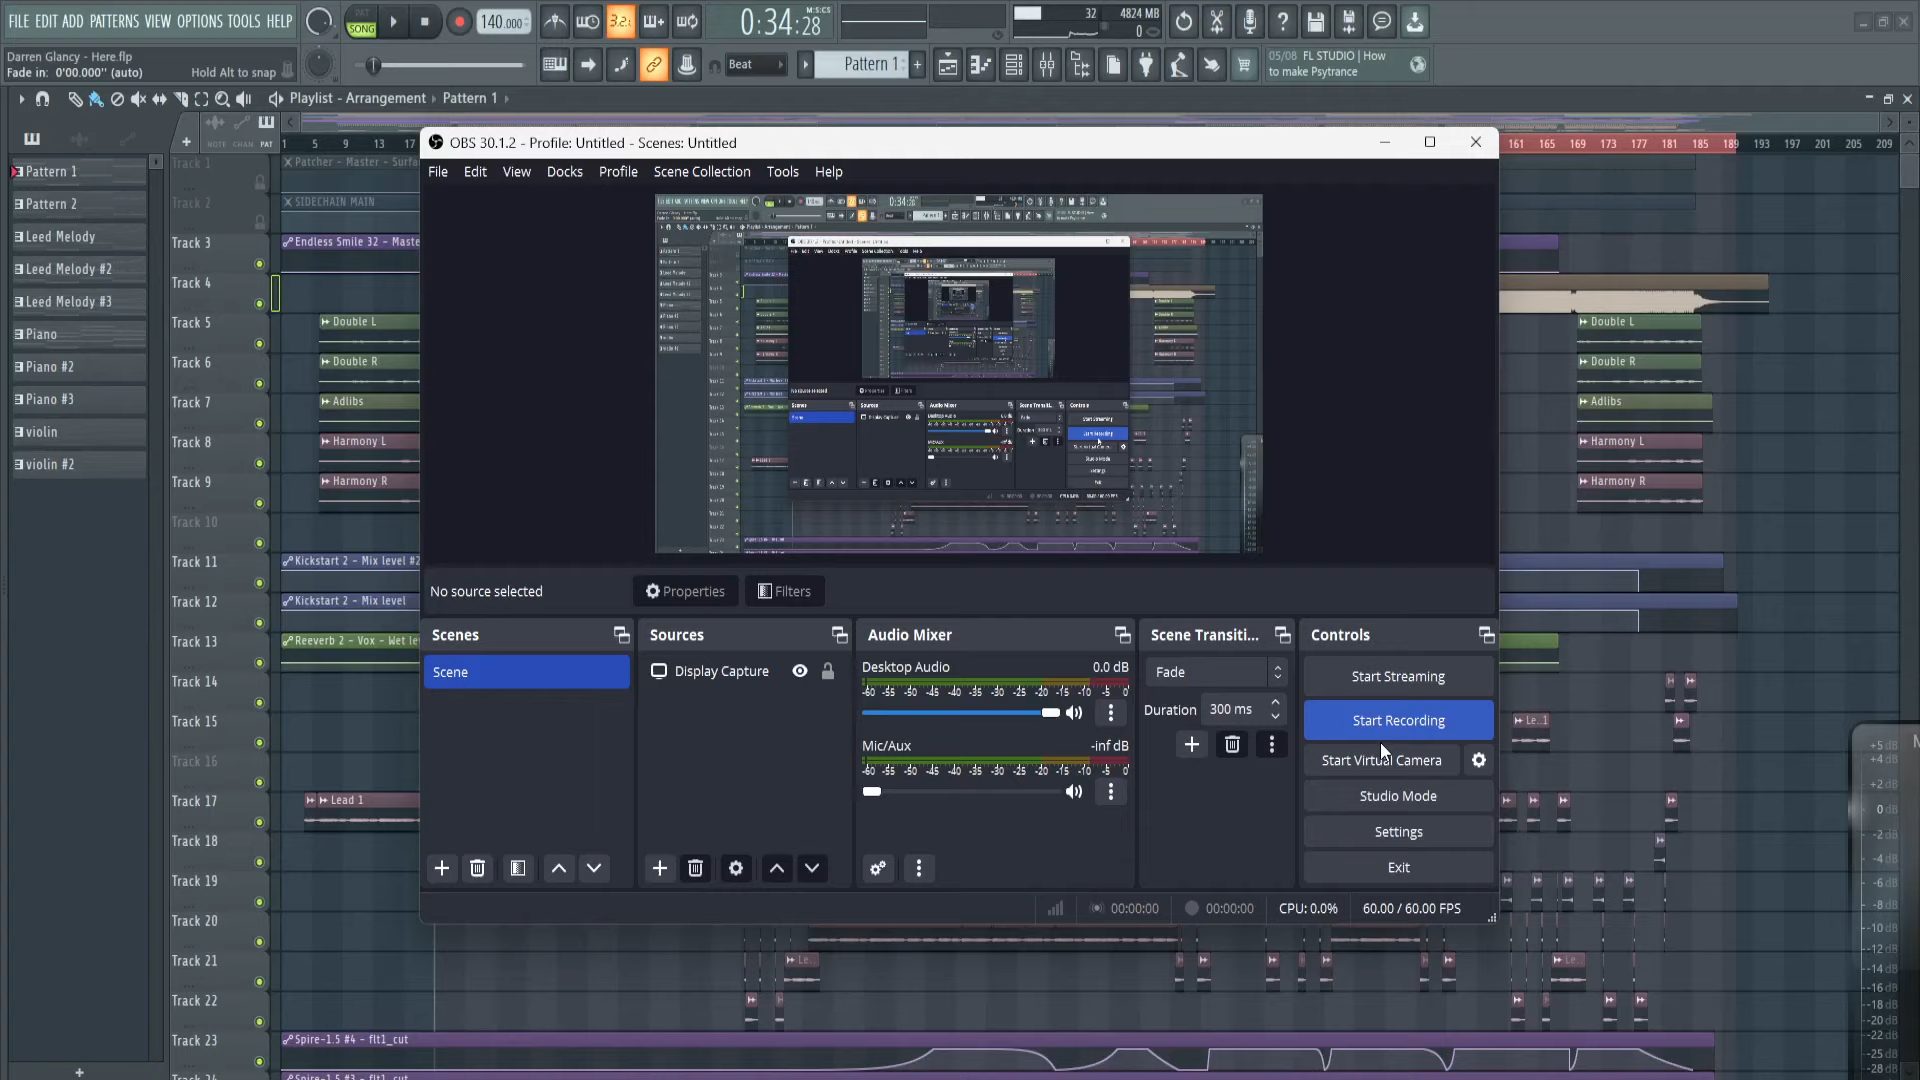 FILE EDIT ADD PATTERNS VIEW OPTIONS TOOLS HELP
PAT
SONG
140.000
3.2.1
0:34:28
M:S:CS
32
4824 MB
0
Darren Glancy - Here.flp
Fade in: 0'00.000" (auto)
Hold Alt to snap
Beat
Pattern 1
05/08 FL STUDIO | How
to make Psytrance
Playlist - Arrangement
Pattern 1
NOTE CHAN PAT
1 5 9 13 17
161 165 169 173 177 181 185 189 193 197 201 205 209
Pattern 1
Pattern 2
Leed Melody
Leed Melody #2
Leed Melody #3
Piano
Piano #2
Piano #3
violin
violin #2
Track 1
Track 2
Track 3
Track 4
Track 5
Track 6
Track 7
Track 8
Track 9
Track 10
Track 11
Track 12
Track 13
Track 14
Track 15
Track 16
Track 17
Track 18
Track 19
Track 20
Track 21
Track 22
Track 23
Patcher - Master - Surfa
SIDECHAIN MAIN
Endless Smile 32 - Maste
Double L
Double R
Adlibs
Harmony L
Harmony R
Kickstart 2 - Mix level #2
Kickstart 2 - Mix level
Reeverb 2 - Vox - Wet le
Lead 1
Spire-1.5 #4 - flt1_cut
Spire-1.5 #3 - flt1_cut
Double L
Double R
Adlibs
Harmony L
Harmony R
Le..1
Le..
Le..
OBS 30.1.2 - Profile: Untitled - Scenes: Untitled
File Edit View Docks Profile Scene Collection Tools Help
No source selected
Properties
Filters
Scenes
Scene
Sources
Display Capture
Audio Mixer
Desktop Audio
0.0 dB
-60 -55 -50 -45 -40 -35 -30 -25 -20 -15 -10 -5 0
Mic/Aux
-inf dB
-60 -55 -50 -45 -40 -35 -30 -25 -20 -15 -10 -5 0
Scene Transiti...
Fade
Duration
300 ms
Controls
Start Streaming
Start Recording
Start Virtual Camera
Studio Mode
Settings
Exit
00:00:00
00:00:00
CPU: 0.0%
60.00 / 60.00 FPS
+5 dB
+4 dB
+2 dB
0 dB
-2 dB
-4 dB
-6 dB
-8 dB
-10 dB
-12 dB
-14 dB
-16 dB
-18 dB
-20 dB
-22 dB
-25 dB
-28 dB